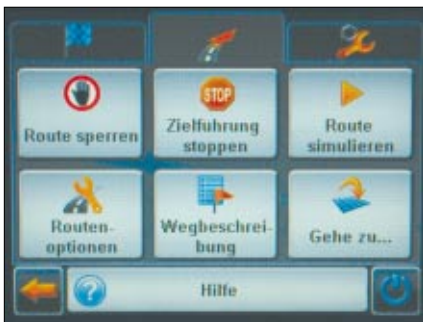 STOP
Route sperren
Zielführung
stoppen
Route
simulieren
Routen-
optionen
Wegbeschrei-
bung
Gehe zu...
Hilfe